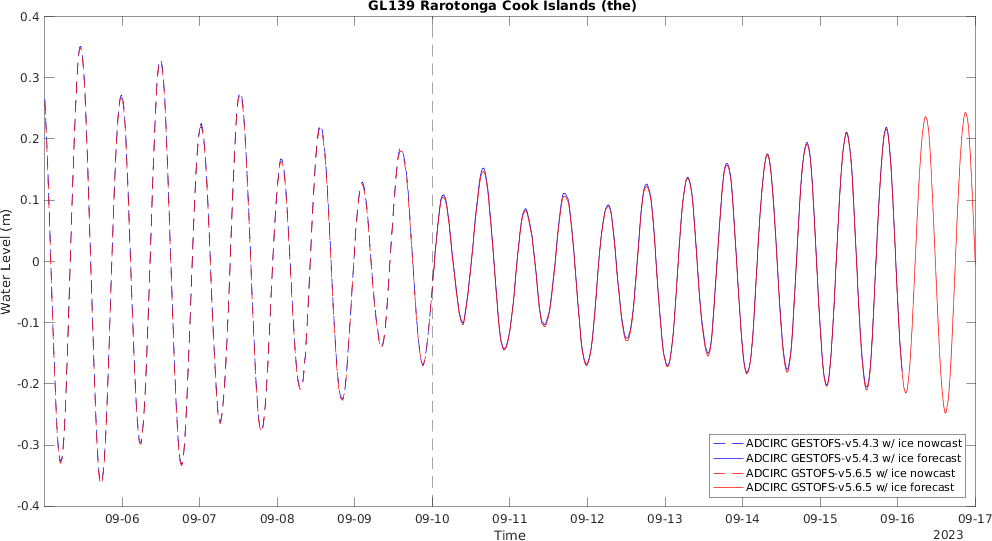 GL139 Rarotonga Cook Islands (the)
Water Level (m)
0.4
0.3
0.2
0.1
0
-0.1
-0.2
-0.3
-0.4
ADCIRC GESTOFS-v5.4.3 w/ ice nowcast
ADCIRC GESTOFS-v5.4.3 w/ ice forecast
ADCIRC GSTOFS-v5.6.5 w/ ice nowcast
ADCIRC GSTOFS-v5.6.5 w/ ice forecast
09-06 09-07 09-08 09-09 09-10 09-11 09-12 09-13 09-14 09-15 09-16 09-17
Time
2023